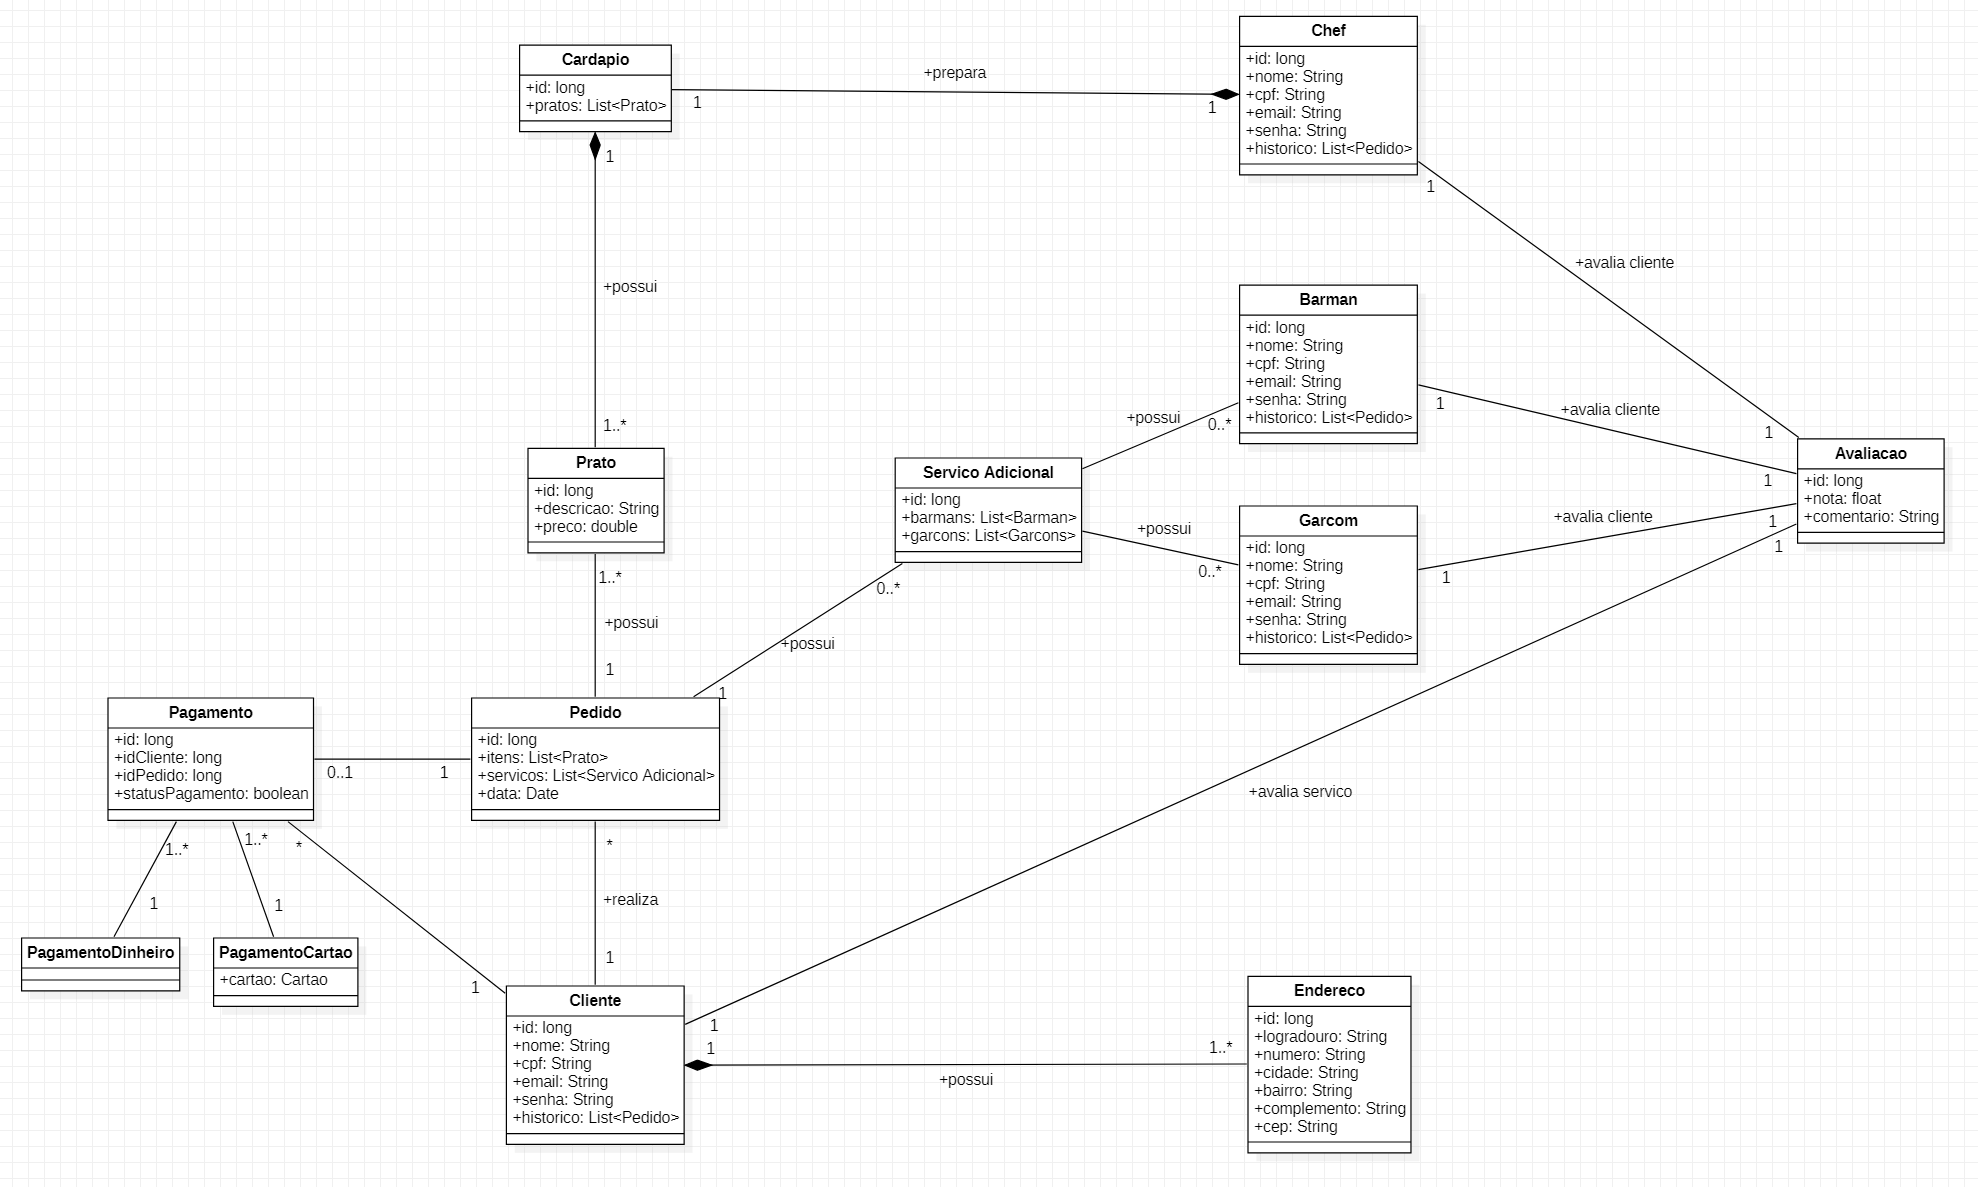 Cardapio
+id: long
+pratos: List<Prato>
1
+prepara
1
Chef
+id: long
+nome: String
+cpf: String
+email: String
+senha: String
+historico: List<Pedido>
1
+avalia cliente
1
1
+possui
1..*
Barman
+id: long
+nome: String
+cpf: String
+email: String
+senha: String
+historico: List<Pedido>
1
+avalia cliente
1
+possui
0..*
Prato
+id: long
+descricao: String
+preco: double
Servico Adicional
+id: long
+barmans: List<Barman>
+garcons: List<Garcons>
Avaliacao
+id: long
+nota: float
+comentario: String
+possui
0..*
Garcom
+id: long
+nome: String
+cpf: String
+email: String
+senha: String
+historico: List<Pedido>
1
+avalia cliente
1
1
1..*
+possui
1
0..*
+possui
1
Pagamento
+id: long
+idCliente: long
+idPedido: long
+statusPagamento: boolean
0..1
1
Pedido
+id: long
+itens: List<Prato>
+servicos: List<Servico Adicional>
+data: Date
+avalia servico
1..*
1..*
*
*
1
1
+realiza
1
1
PagamentoDinheiro
PagamentoCartao
+cartao: Cartao
Cliente
+id: long
+nome: String
+cpf: String
+email: String
+senha: String
+historico: List<Pedido>
1
1
+possui
1..*
Endereco
+id: long
+logradouro: String
+numero: String
+cidade: String
+bairro: String
+complemento: String
+cep: String